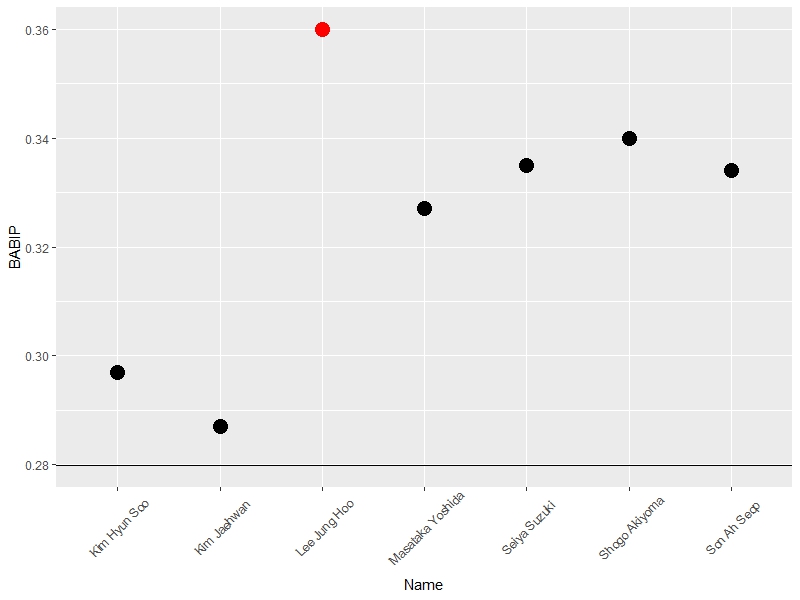 0.36
0.34
0.32
0.30
0.28
BABIP
Kim Hyun Soo
Kim Jaehwan
Lee Jung Hoo
Masataka Yoshida
Seiya Suzuki
Shogo Akiyoma
Son Ah Seop
Name